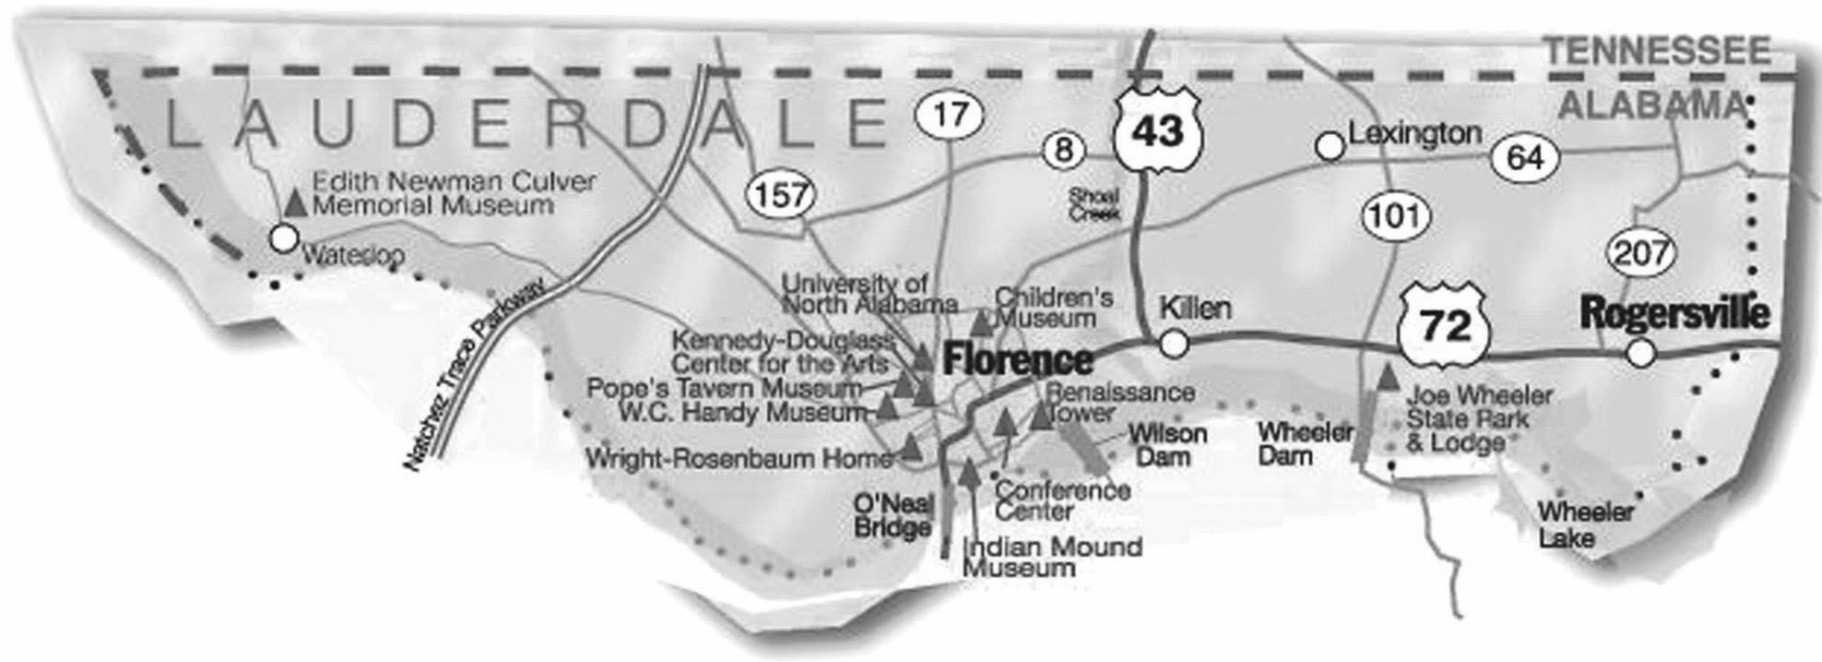 TENNESSEE
ALABAMA
LAUDERDALE
17
8
43
Lexington
64
157
101
207
Shoal
Creek
Edith Newman Culver
Memorial Museum
Waterloo
Natchez Trace Parkway
University of
North Alabama
Children's
Museum
Killen
72
Rogersville
Kennedy-Douglass
Center for the Arts
Florence
Pope's Tavern Museum
W.C. Handy Museum
Renaissance
Tower
Wright-Rosenbaum Home
Wilson
Dam
Wheeler
Dam
Joe Wheeler
State Park
& Lodge
O'Neal
Bridge
Conference
Center
Indian Mound
Museum
Wheeler
Lake